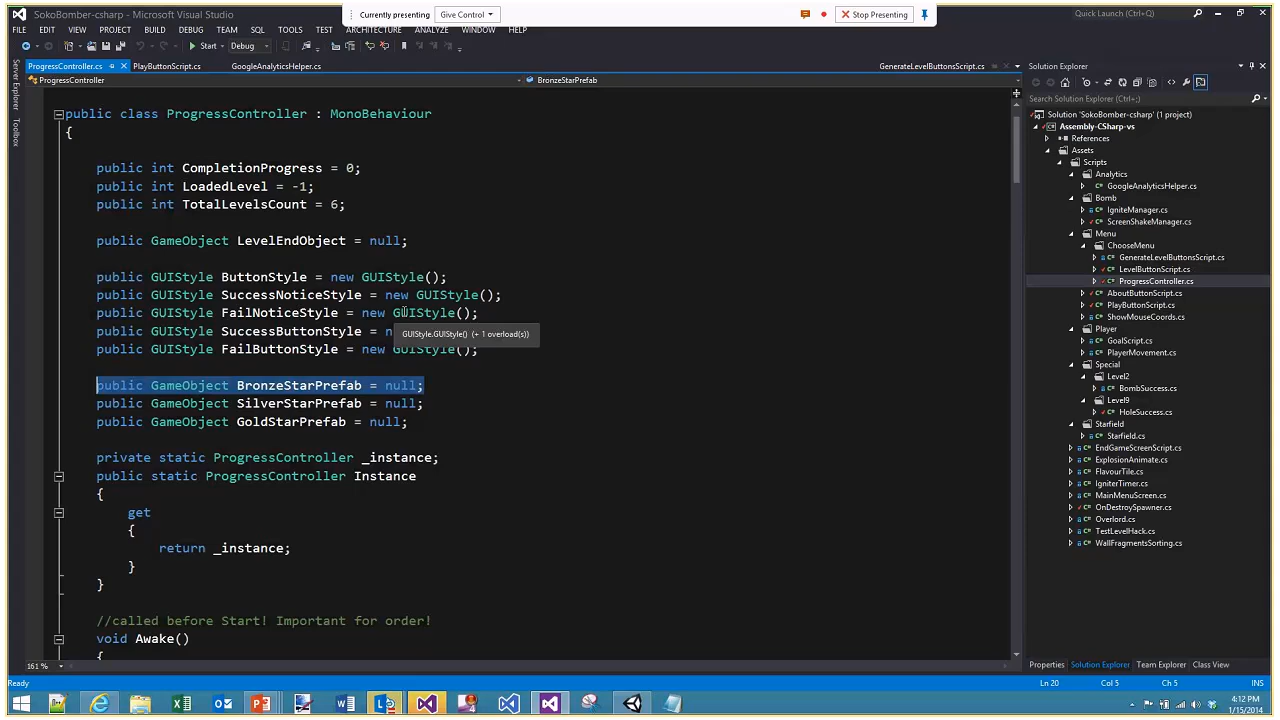 SokoBomber-csharp - Microsoft Visual Studio
Currently presenting
Give Control
Stop Presenting
Quick Launch (Ctrl+Q)
FILE EDIT VIEW PROJECT BUILD DEBUG TEAM SQL TOOLS TEST ARCHITECTURE ANALYZE WINDOW HELP
Start Debug
ProgressController.cs
PlayButtonScript.cs
GoogleAnalyticsHelper.cs
GenerateLevelButtonsScript.cs
ProgressController
BronzeStarPrefab
Server Explorer
Toolbox
public class ProgressController : MonoBehaviour
{
public int CompletionProgress = 0;
public int LoadedLevel = -1;
public int TotalLevelsCount = 6;
public GameObject LevelEndObject = null;
public GUIStyle ButtonStyle = new GUIStyle();
public GUIStyle SuccessNoticeStyle = new GUIStyle();
public GUIStyle FailNoticeStyle = new GUIStyle();
public GUIStyle SuccessButtonStyle = n
GUIStyle.GUIStyle() (+ 1 overload(s))
public GUIStyle FailButtonStyle = new GUIStyle();
public GameObject BronzeStarPrefab = null;
public GameObject SilverStarPrefab = null;
public GameObject GoldStarPrefab = null;
private static ProgressController _instance;
public static ProgressController Instance
{
get
{
return _instance;
}
}
//called before Start! Important for order!
void Awake()
{
161 %
Solution Explorer
Search Solution Explorer (Ctrl+;)
Solution 'SokoBomber-csharp' (1 project)
Assembly-CSharp-vs
References
Assets
Scripts
Analytics
GoogleAnalyticsHelper.cs
Bomb
IgniteManager.cs
ScreenShakeManager.cs
Menu
ChooseMenu
GenerateLevelButtonsScript.cs
LevelButtonScript.cs
ProgressController.cs
AboutButtonScript.cs
PlayButtonScript.cs
ShowMouseCoords.cs
Player
GoalScript.cs
PlayerMovement.cs
Special
Level2
BombSuccess.cs
Level9
HoleSuccess.cs
Starfield
Starfield.cs
EndGameScreenScript.cs
ExplosionAnimate.cs
FlavourTile.cs
IgniterTimer.cs
MainMenuScreen.cs
OnDestroySpawner.cs
Overlord.cs
TestLevelHack.cs
WallFragmentsSorting.cs
Properties Solution Explorer Team Explorer Class View
Ready
Ln 20 Col 5 Ch 5 INS
4:12 PM
1/15/2014